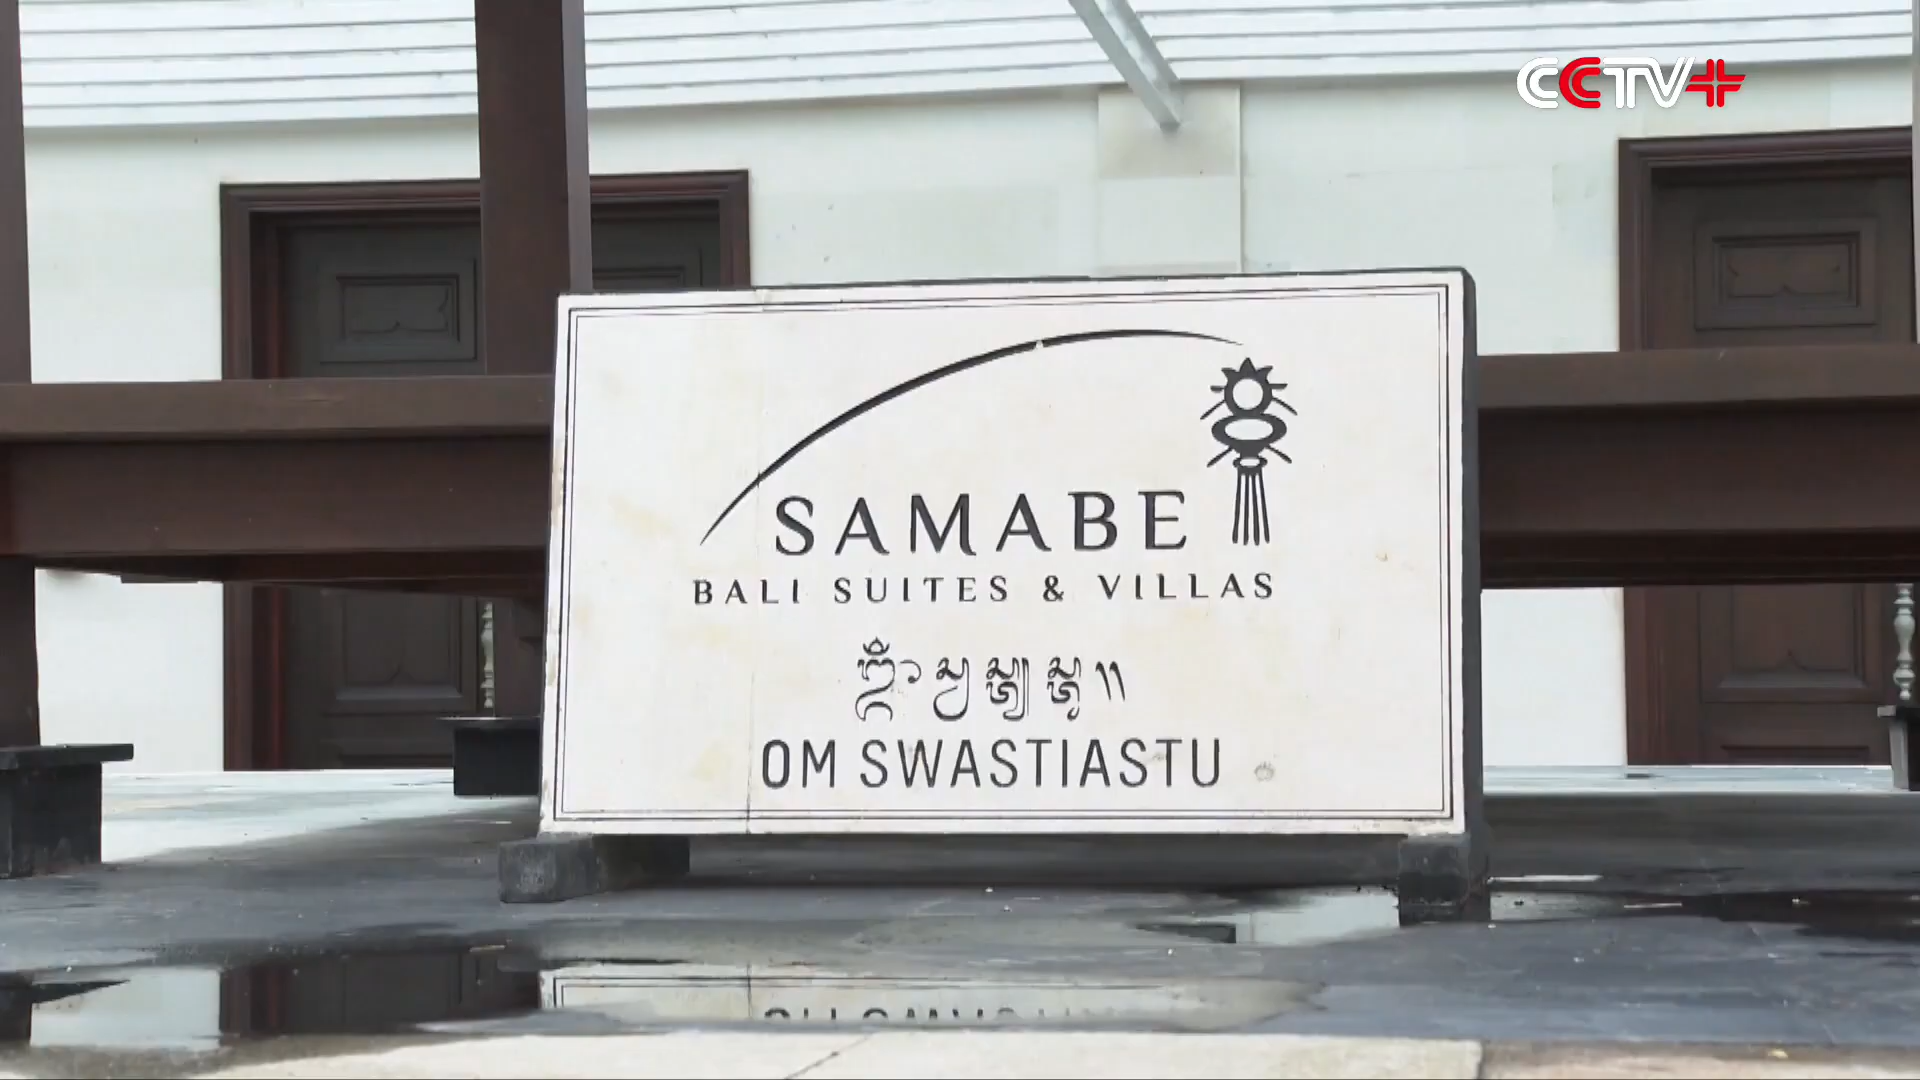 CCTV+
SAMABE
BALI SUITES & VILLAS
OM SWASTIASTU